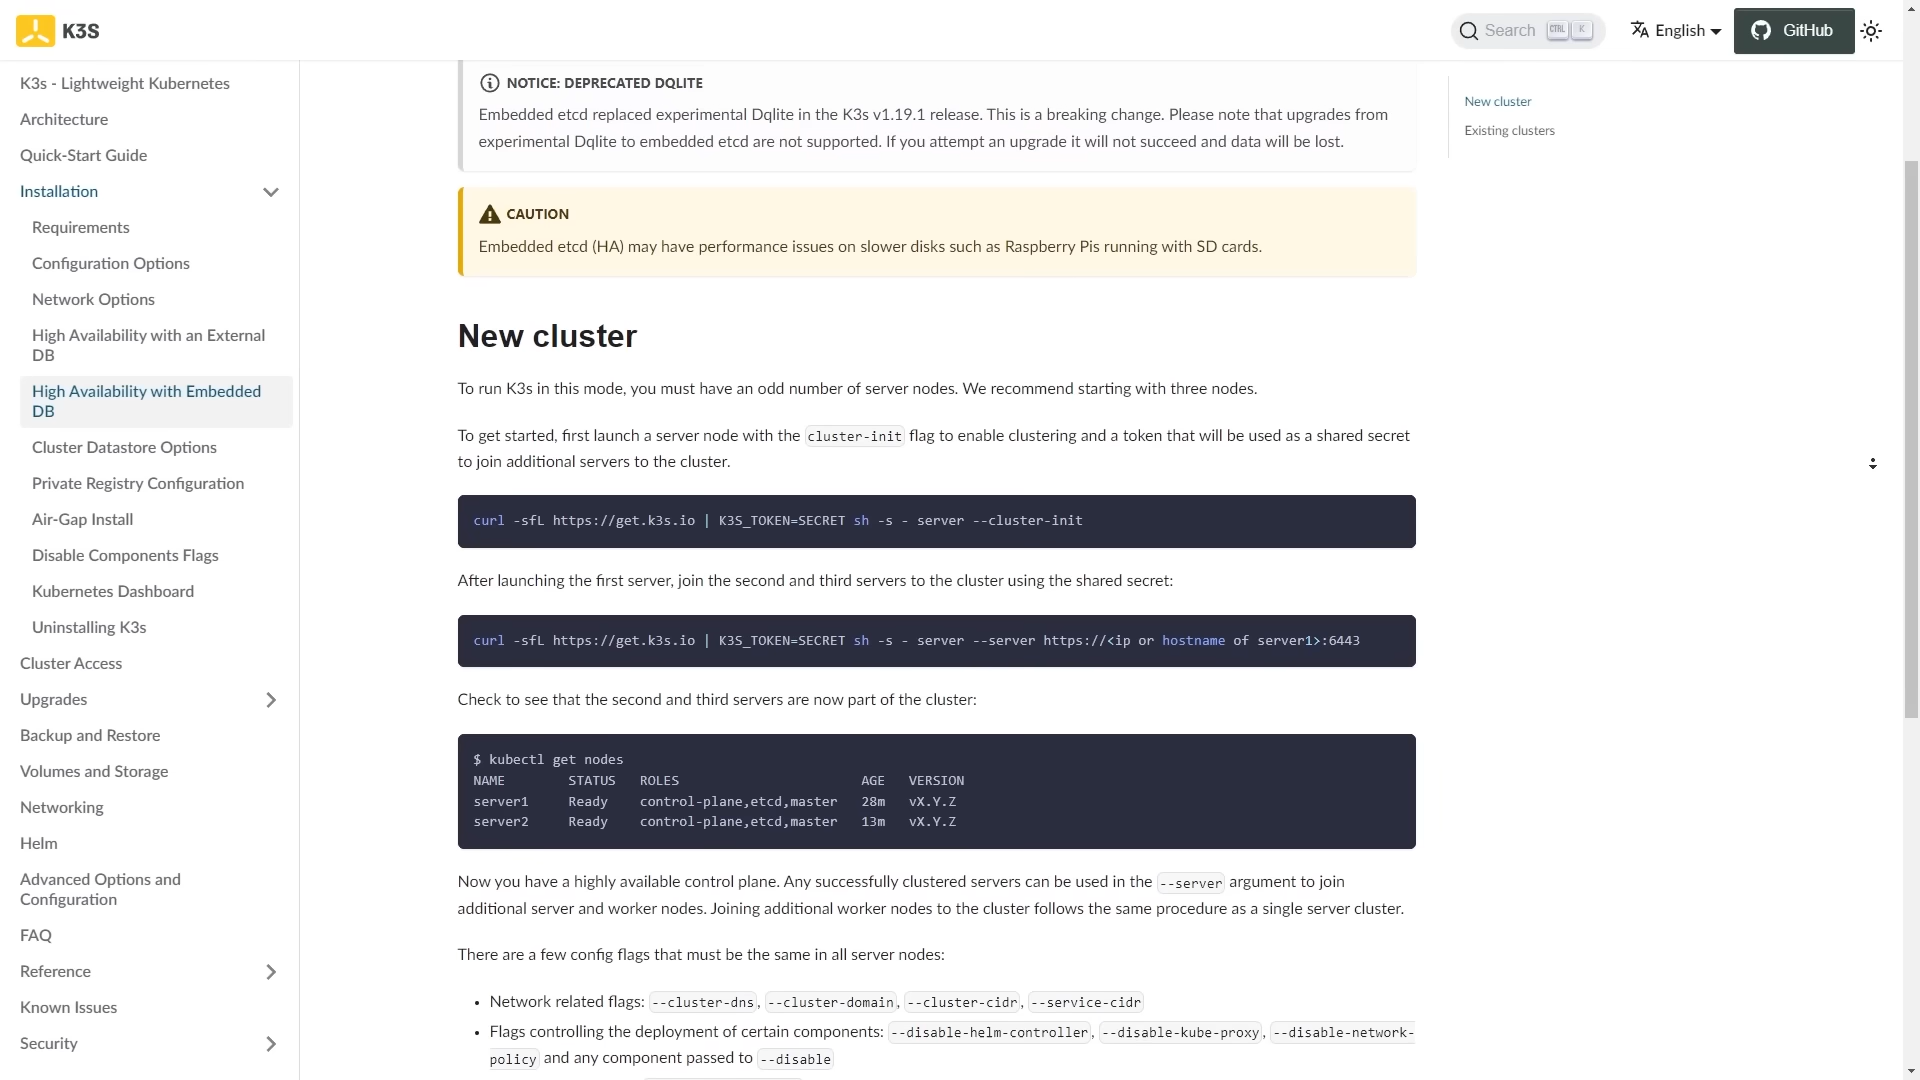 K3S
Search CTRL K
English
GitHub
K3s - Lightweight Kubernetes
Architecture
Quick-Start Guide
Installation
Requirements
Configuration Options
Network Options
High Availability with an External
DB
High Availability with Embedded
DB
Cluster Datastore Options
Private Registry Configuration
Air-Gap Install
Disable Components Flags
Kubernetes Dashboard
Uninstalling K3s
Cluster Access
Upgrades
Backup and Restore
Volumes and Storage
Networking
Helm
Advanced Options and
Configuration
FAQ
Reference
Known Issues
Security
NOTICE: DEPRECATED DQLITE
Embedded etcd replaced experimental Dqlite in the K3s v1.19.1 release. This is a breaking change. Please note that upgrades from
experimental Dqlite to embedded etcd are not supported. If you attempt an upgrade it will not succeed and data will be lost.
CAUTION
Embedded etcd (HA) may have performance issues on slower disks such as Raspberry Pis running with SD cards.
New cluster
To run K3s in this mode, you must have an odd number of server nodes. We recommend starting with three nodes.
To get started, first launch a server node with the cluster-init flag to enable clustering and a token that will be used as a shared secret
to join additional servers to the cluster.
curl -sfL https://get.k3s.io | K3S_TOKEN=SECRET sh -s - server --cluster-init
After launching the first server, join the second and third servers to the cluster using the shared secret:
curl -sfL https://get.k3s.io | K3S_TOKEN=SECRET sh -s - server --server https://<ip or hostname of server1>:6443
Check to see that the second and third servers are now part of the cluster:
$ kubectl get nodes
NAME STATUS ROLES AGE VERSION
server1 Ready control-plane,etcd,master 28m vX.Y.Z
server2 Ready control-plane,etcd,master 13m vX.Y.Z
Now you have a highly available control plane. Any successfully clustered servers can be used in the --server argument to join
additional server and worker nodes. Joining additional worker nodes to the cluster follows the same procedure as a single server cluster.
There are a few config flags that must be the same in all server nodes:
• Network related flags: --cluster-dns, --cluster-domain, --cluster-cidr, --service-cidr
• Flags controlling the deployment of certain components: --disable-helm-controller, --disable-kube-proxy, --disable-network-
policy and any component passed to --disable
New cluster
Existing clusters